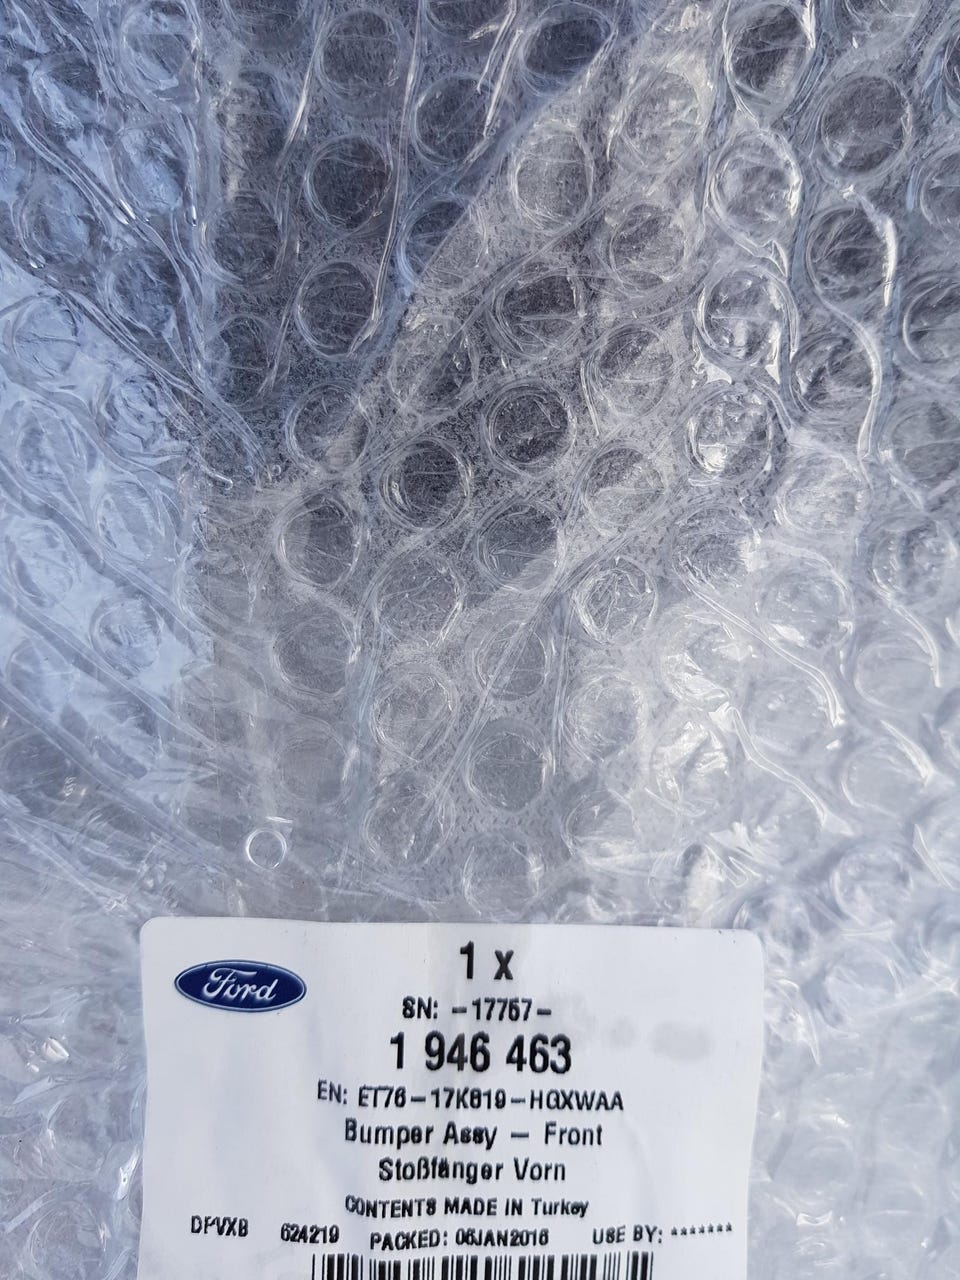 Ford
1 x
SN: -17757-
1 946 463
EN: ET76-17K819-HGXWAA
Bumper Assy - Front
Stoßfänger Vorn
CONTENTS MADE IN Turkey
DPVXB 624219 PACKED: 06JAN2016 USE BY: *******